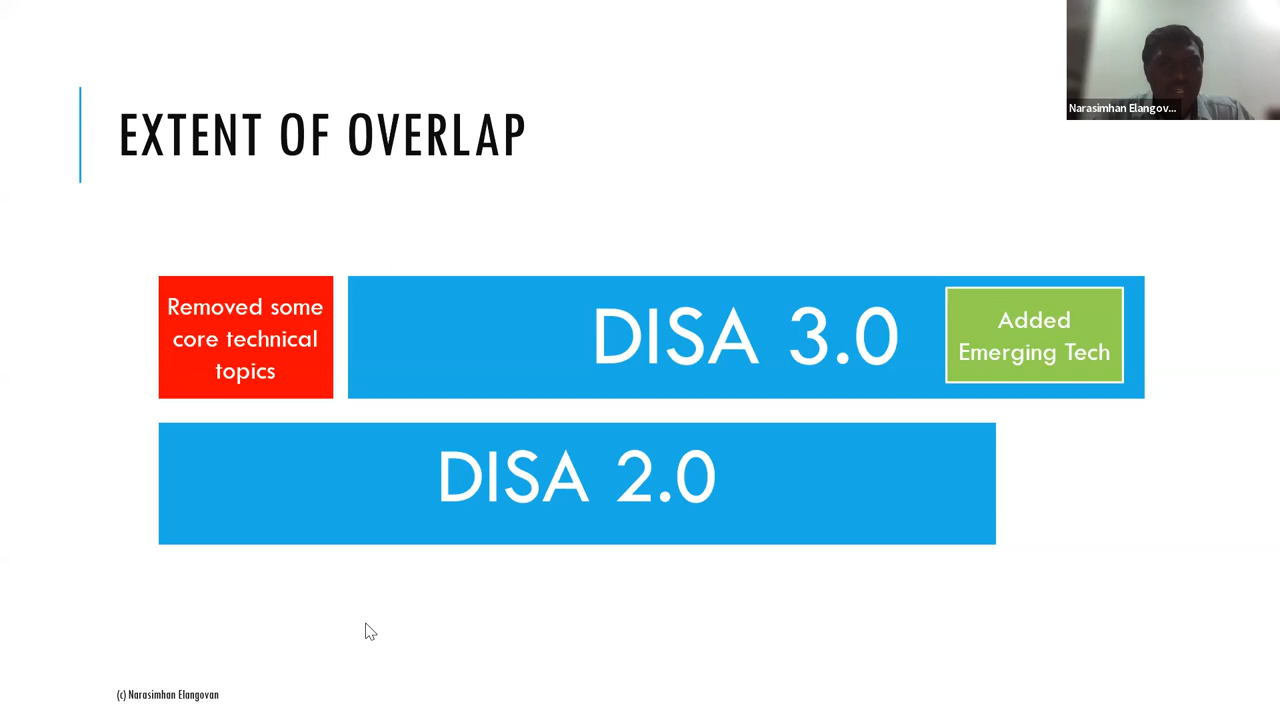 Narasimhan Elangov...
EXTENT OF OVERLAP
Removed some
core technical
topics
DISA 3.0
Added
Emerging Tech
DISA 2.0
(c) Narasimhan Elangovan